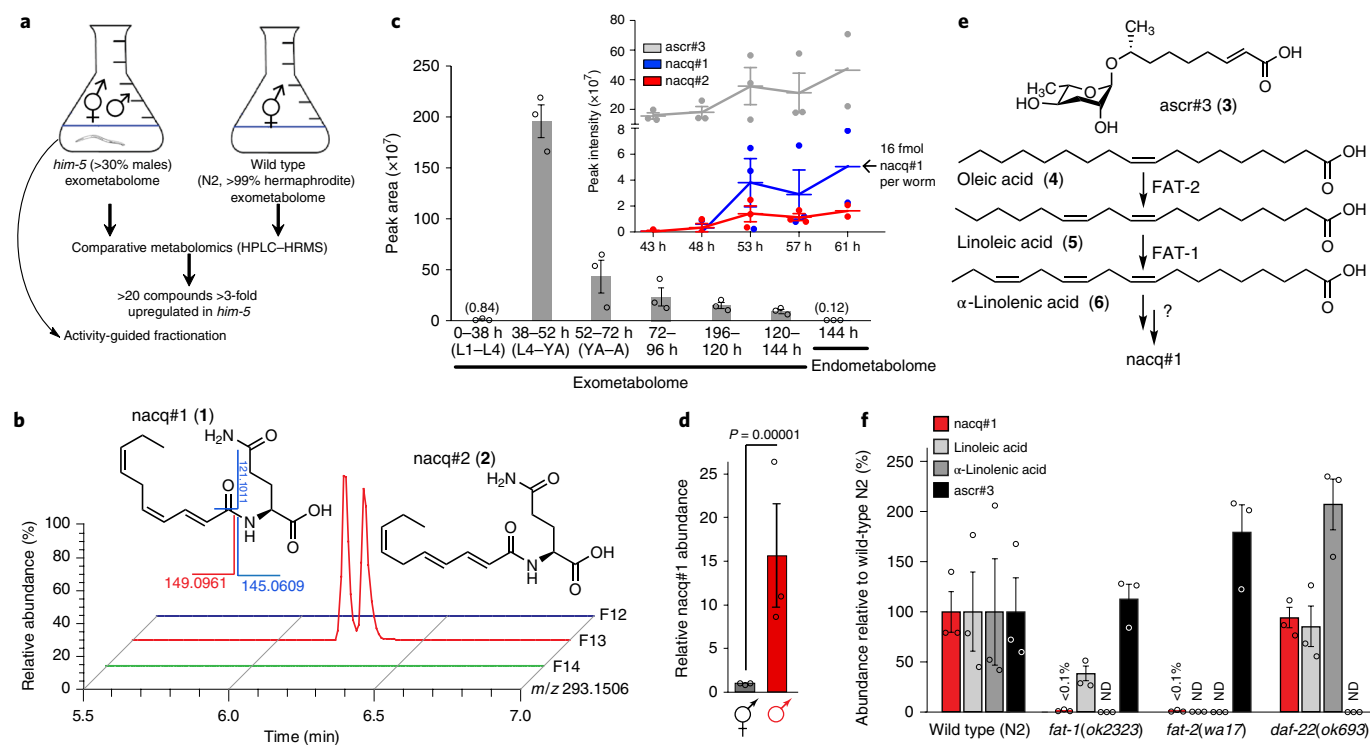 a
him-5 (>30% males)
exometabolome
Wild type
(N2, >99% hermaphrodite)
exometabolome
Comparative metabolomics (HPLC–HRMS)
>20 compounds >3-fold
upregulated in him-5
Activity-guided fractionation
b
nacq#1 (1)
H2N
O
121.1011
O
N
H
OH
O
149.0961
145.0609
nacq#2 (2)
H2N
O
O
N
H
OH
O
Relative abundance (%)
100
80
60
40
20
0
F12
F13
F14
m/z 293.1506
5.5
6.0
6.5
7.0
Time (min)
c
Peak area (×10⁷)
250
200
150
100
50
0
(0.84)
(0.12)
0–38 h
(L1–L4)
38–52 h
(L4–YA)
52–72 h
(YA–A)
72–
96 h
196–
120 h
120–
144 h
144 h
Exometabolome
Endometabolome
ascr#3
nacq#1
nacq#2
Peak intensity (×10⁷)
80
60
40
20
8
6
4
2
0
43 h
48 h
53 h
57 h
61 h
16 fmol
nacq#1
per worm
d
P = 0.00001
Relative nacq#1 abundance
25
20
15
10
5
0
e
CH3
O
O
OH
H3C
O
HO
OH
ascr#3 (3)
OH
O
Oleic acid (4)
FAT-2
OH
O
Linoleic acid (5)
FAT-1
OH
O
α-Linolenic acid (6)
?
nacq#1
f
nacq#1
Linoleic acid
α-Linolenic acid
ascr#3
Abundance relative to wild-type N2 (%)
250
200
150
100
50
0
<0.1%
ND
<0.1%
ND
ND
ND
Wild type (N2)
fat-1(ok2323)
fat-2(wa17)
daf-22(ok693)